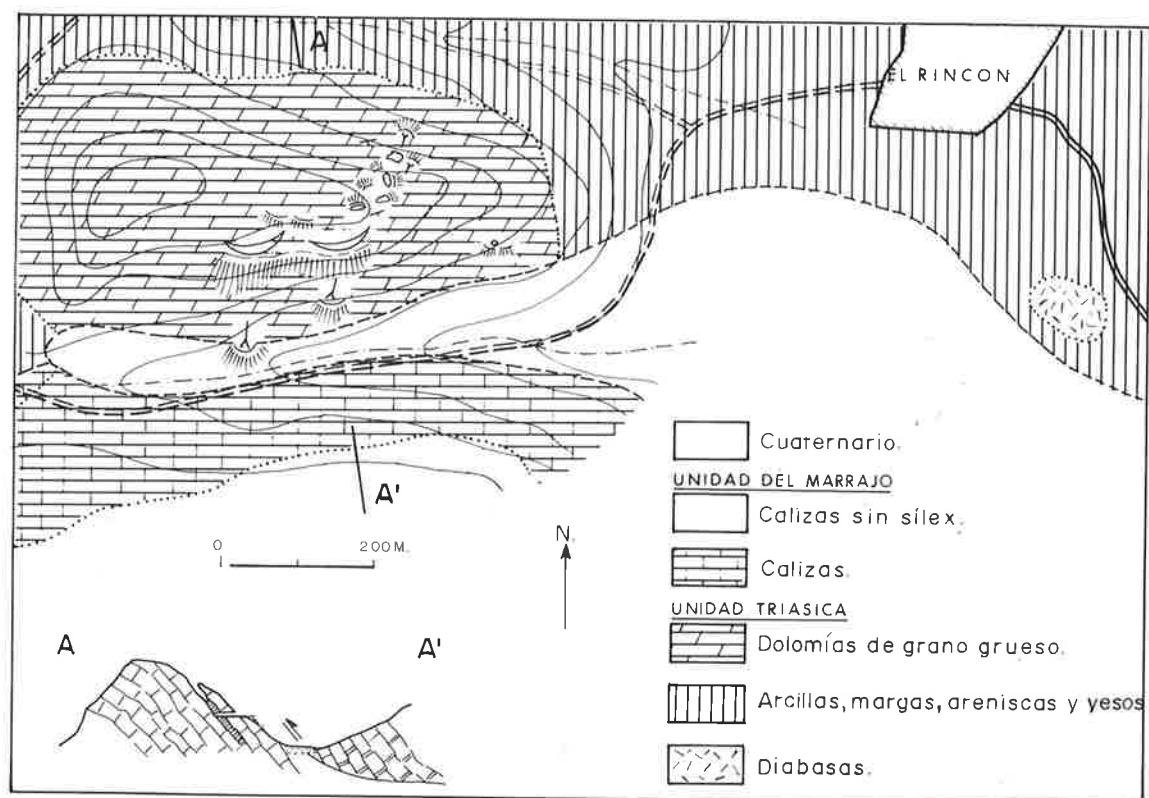 A
EL RINCON
A'
0 200 M.
N.
Cuaternario.
UNIDAD DEL MARRAJO
Calizas sin sílex.
Calizas.
UNIDAD TRIASICA
Dolomías de grano grueso.
Arcillas, margas, areniscas y yesos
Diabasas.
A A'